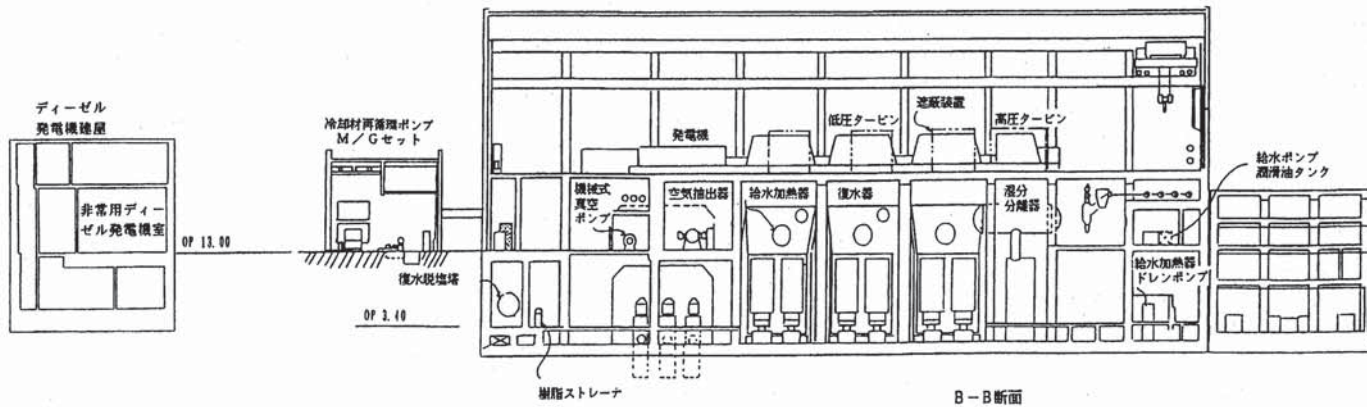 ディーゼル
発電機建屋
非常用ディー
ゼル発電機室
OP 13.00
冷却材再循環ポンプ
M/Gセット
復水脱塩塔
OP 3.40
樹脂ストレーナ
機械式
真空
ポンプ
発電機
空気抽出器
給水加熱器
低圧タービン
復水器
遮蔽装置
高圧タービン
湿分
分離器
給水ポンプ
潤滑油タンク
給水加熱器
ドレンポンプ
B-B断面